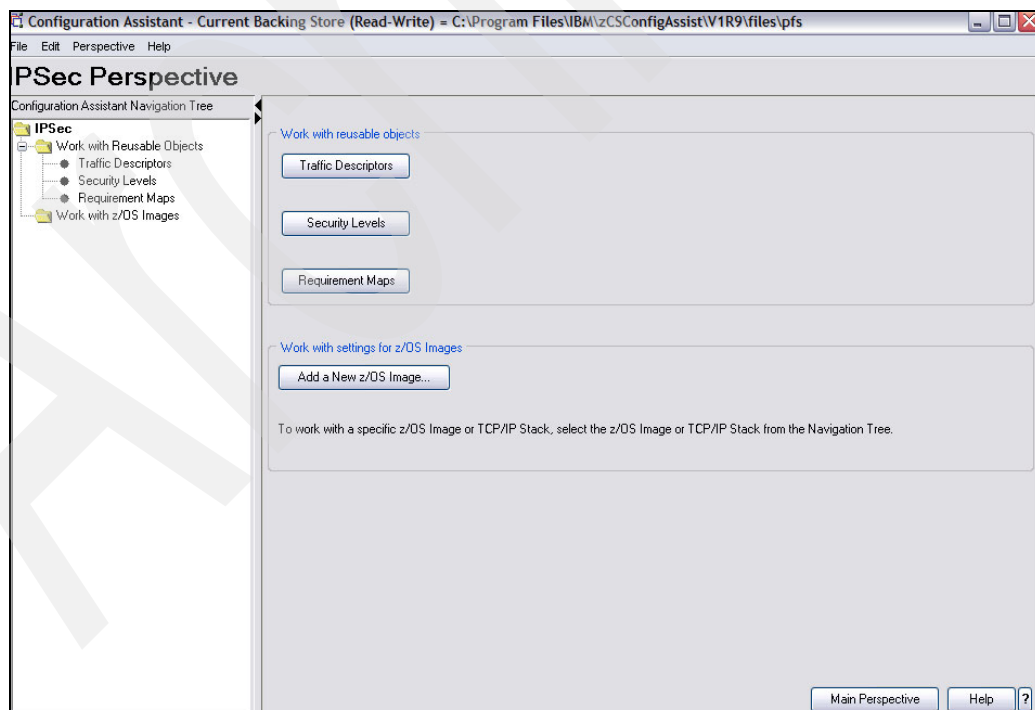 Configuration Assistant - Current Backing Store (Read-Write) = C:\Program Files\IBM\zCSConfigAssist\V1R9\files\pfs
File Edit Perspective Help
IPSec Perspective
Configuration Assistant Navigation Tree
IPSec
Work with Reusable Objects
Traffic Descriptors
Security Levels
Requirement Maps
Work with z/OS Images
Work with reusable objects
Traffic Descriptors
Security Levels
Requirement Maps
Work with settings for z/OS Images
Add a New z/OS Image...
To work with a specific z/OS Image or TCP/IP Stack, select the z/OS Image or TCP/IP Stack from the Navigation Tree.
Main Perspective Help ?